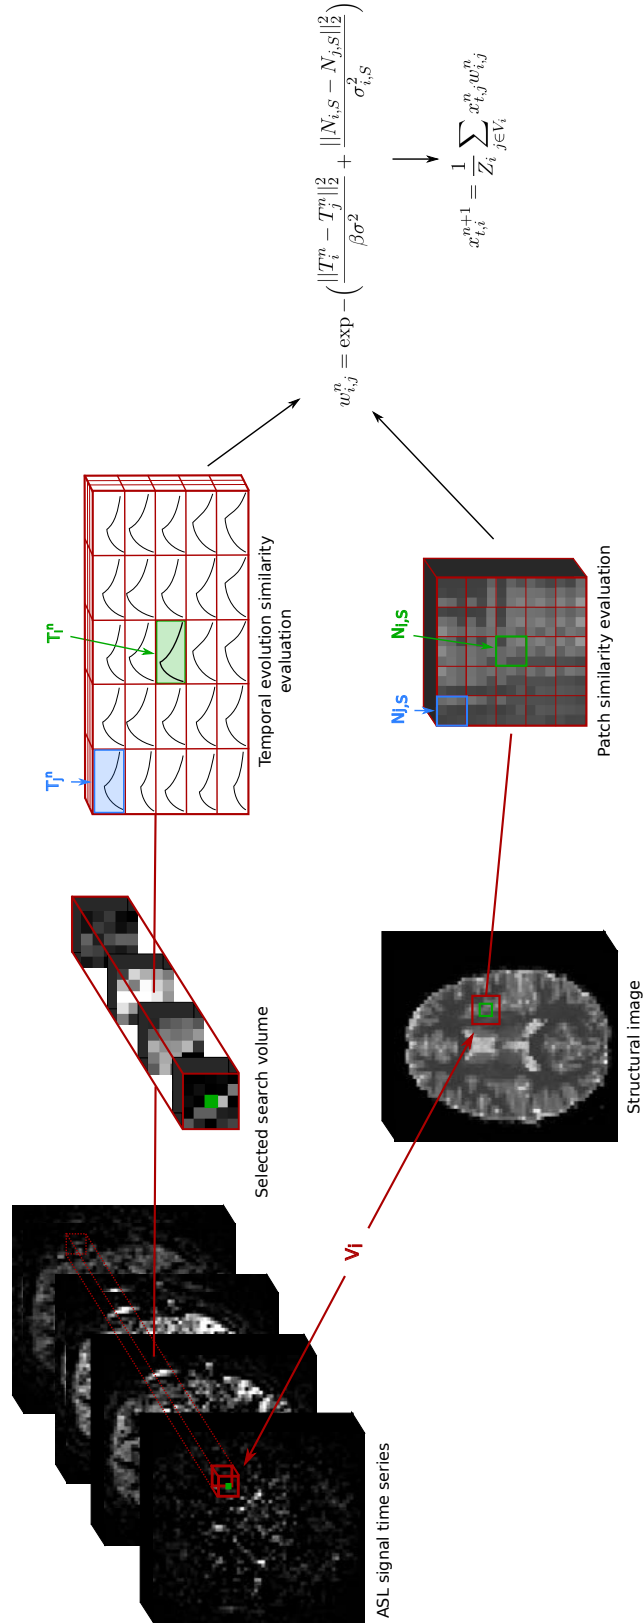 ASL signal time series
Selected search volume
T_j^n
T_i^n
Temporal evolution similarity
evaluation
V_i
Structural image
N_{j,S}
N_{i,S}
Patch similarity evaluation
w_{i,j}^n = exp −( ||T_i^n − T_j^n||_2^2 / βσ^2 + ||N_{i,S} − N_{j,S}||_2^2 / σ_{i,S}^2 )
x_{t,i}^{n+1} = 1/Z_i ∑_{j∈V_i} x_{t,j}^n w_{i,j}^n